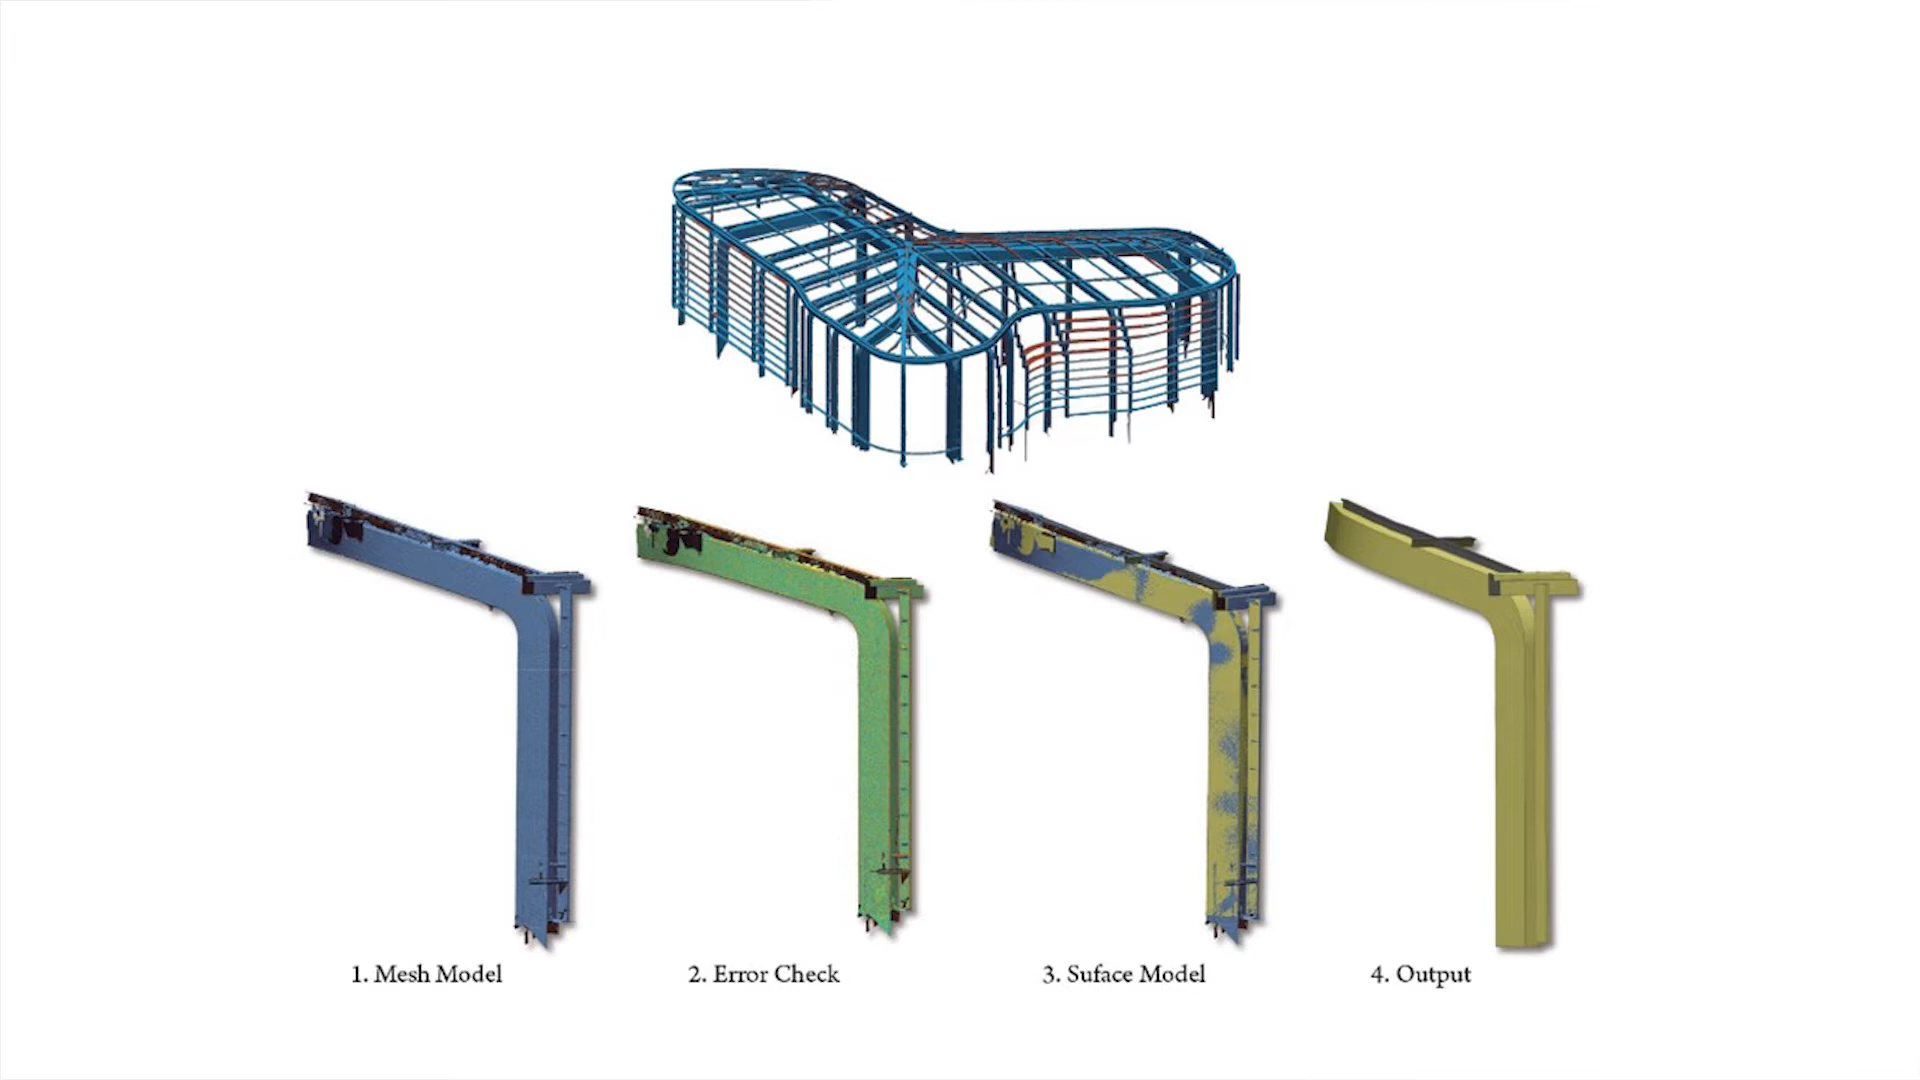 1. Mesh Model
2. Error Check
3. Suface Model
4. Output